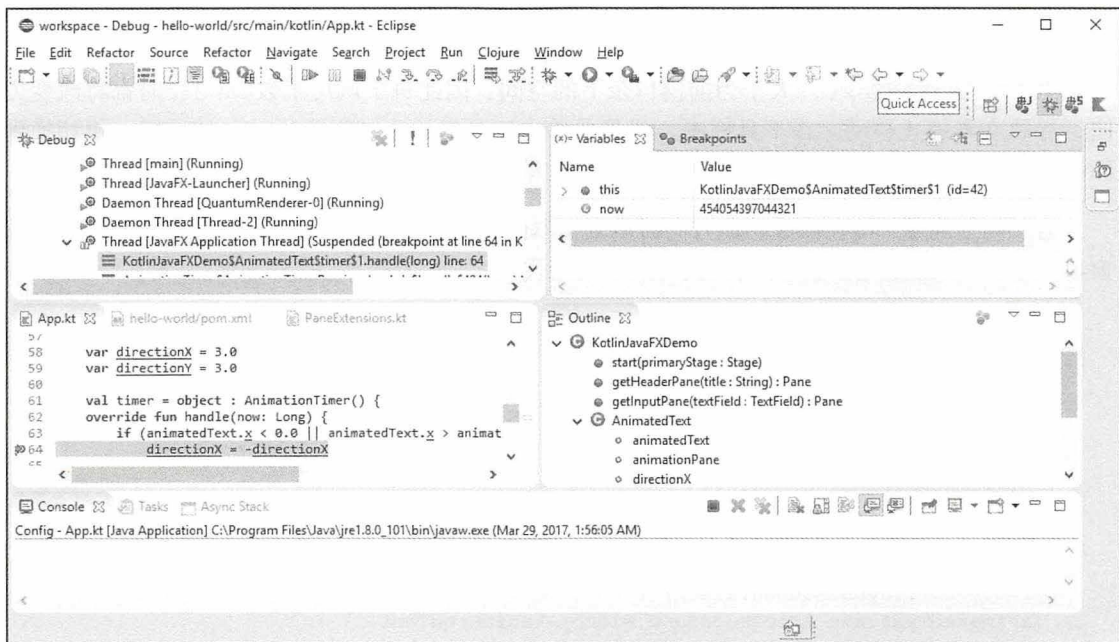 workspace - Debug - hello-world/src/main/kotlin/App.kt - Eclipse
File Edit Refactor Source Refactor Navigate Search Project Run Clojure Window Help
Quick Access
Debug
Thread [main] (Running)
Thread [JavaFX-Launcher] (Running)
Daemon Thread [QuantumRenderer-0] (Running)
Daemon Thread [Thread-2] (Running)
Thread [JavaFX Application Thread] (Suspended (breakpoint at line 64 in K
KotlinJavaFXDemo$AnimatedText$timer$1.handle(long) line: 64
(x)= Variables Breakpoints
Name Value
this KotlinJavaFXDemo$AnimatedText$timer$1 (id=42)
now 454054397044321
App.kt hello-world/pom.xml PaneExtensions.kt
57
58 var directionX = 3.0
59 var directionY = 3.0
60
61 val timer = object : AnimationTimer() {
62 override fun handle(now: Long) {
63 if (animatedText.x < 0.0 || animatedText.x > animat
64 directionX = -directionX
Outline
KotlinJavaFXDemo
start(primaryStage : Stage)
getHeaderPane(title : String) : Pane
getInputPane(textField : TextField) : Pane
AnimatedText
animatedText
animationPane
directionX
Console Tasks Async Stack
Config - App.kt [Java Application] C:\Program Files\Java\jre1.8.0_101\bin\javaw.exe (Mar 29, 2017, 1:56:05 AM)